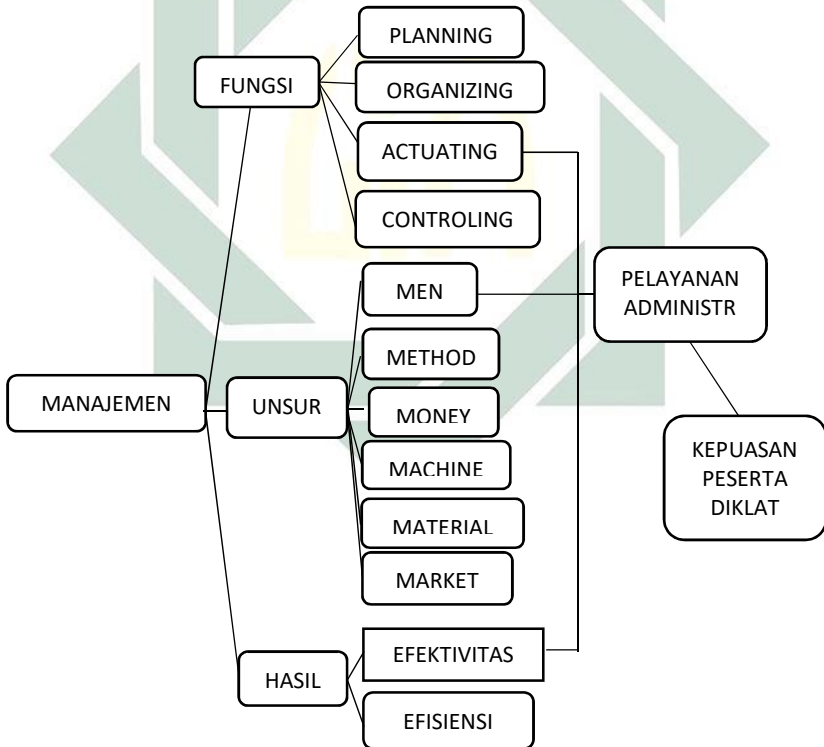 PLANNING
FUNGSI
ORGANIZING
ACTUATING
CONTROLING
MEN
PELAYANAN
ADMINISTR
METHOD
MANAJEMEN
UNSUR
MONEY
MACHINE
KEPUASAN
PESERTA
DIKLAT
MATERIAL
MARKET
EFEKTIVITAS
HASIL
EFISIENSI